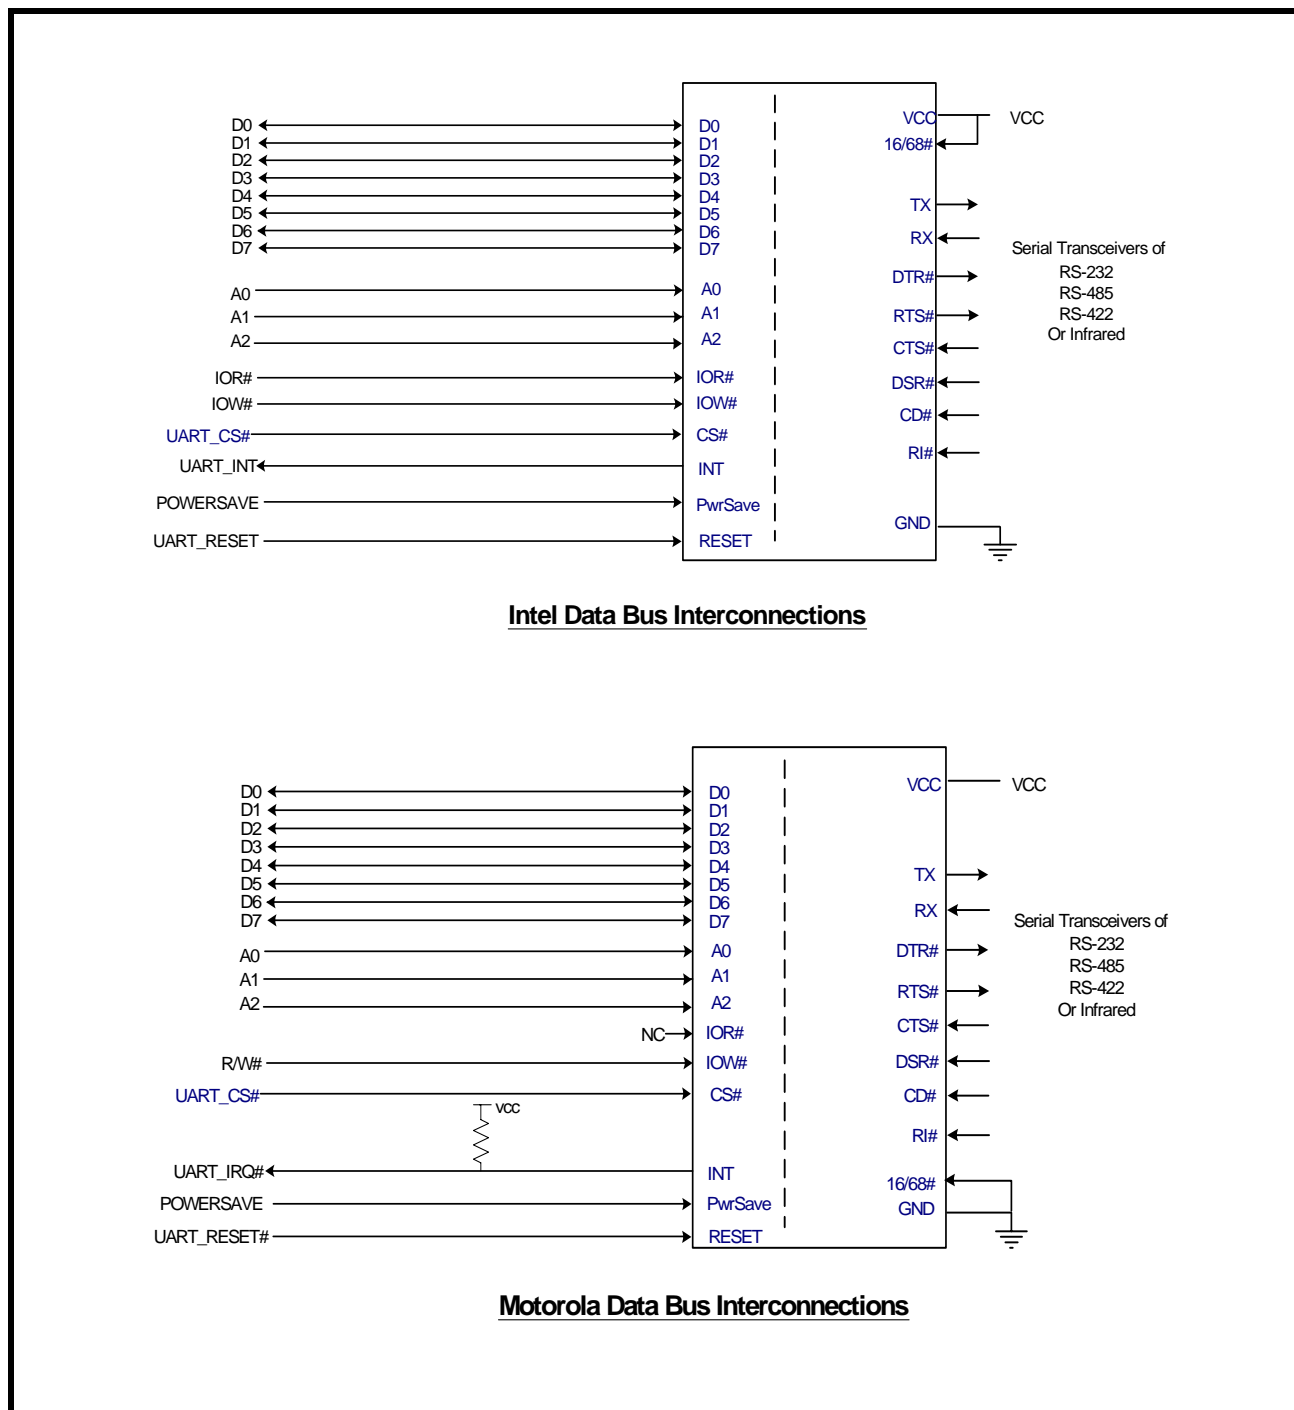 D0 D0 VCC VCC
D1 D1 16/68#
D2 D2
D3 D3
D4 D4 TX
D5 D5
D6 D6 RX
D7 D7 Serial Transceivers of
RS-232
DTR#
A0 A0 RS-485
A1 A1 RTS# RS-422
A2 A2 Or Infrared
CTS#
IOR# IOR# DSR#
IOW# IOW# CD#
UART_CS# CS#
RI#
UART_INT INT
POWERSAVE PwrSave
GND
UART_RESET RESET
Intel Data Bus Interconnections
D0 D0 VCC VCC
D1 D1
D2 D2
D3 D3
D4 D4 TX
D5 D5
D6 D6 RX
D7 D7 Serial Transceivers of
RS-232
A0 A0 DTR#
RS-485
A1 A1 RS-422
A2 A2 RTS#
Or Infrared
NC IOR# CTS#
R/W# IOW# DSR#
UART_CS# CS# CD#
VCC
RI#
UART_IRQ# INT
16/68#
POWERSAVE PwrSave GND
UART_RESET# RESET
Motorola Data Bus Interconnections